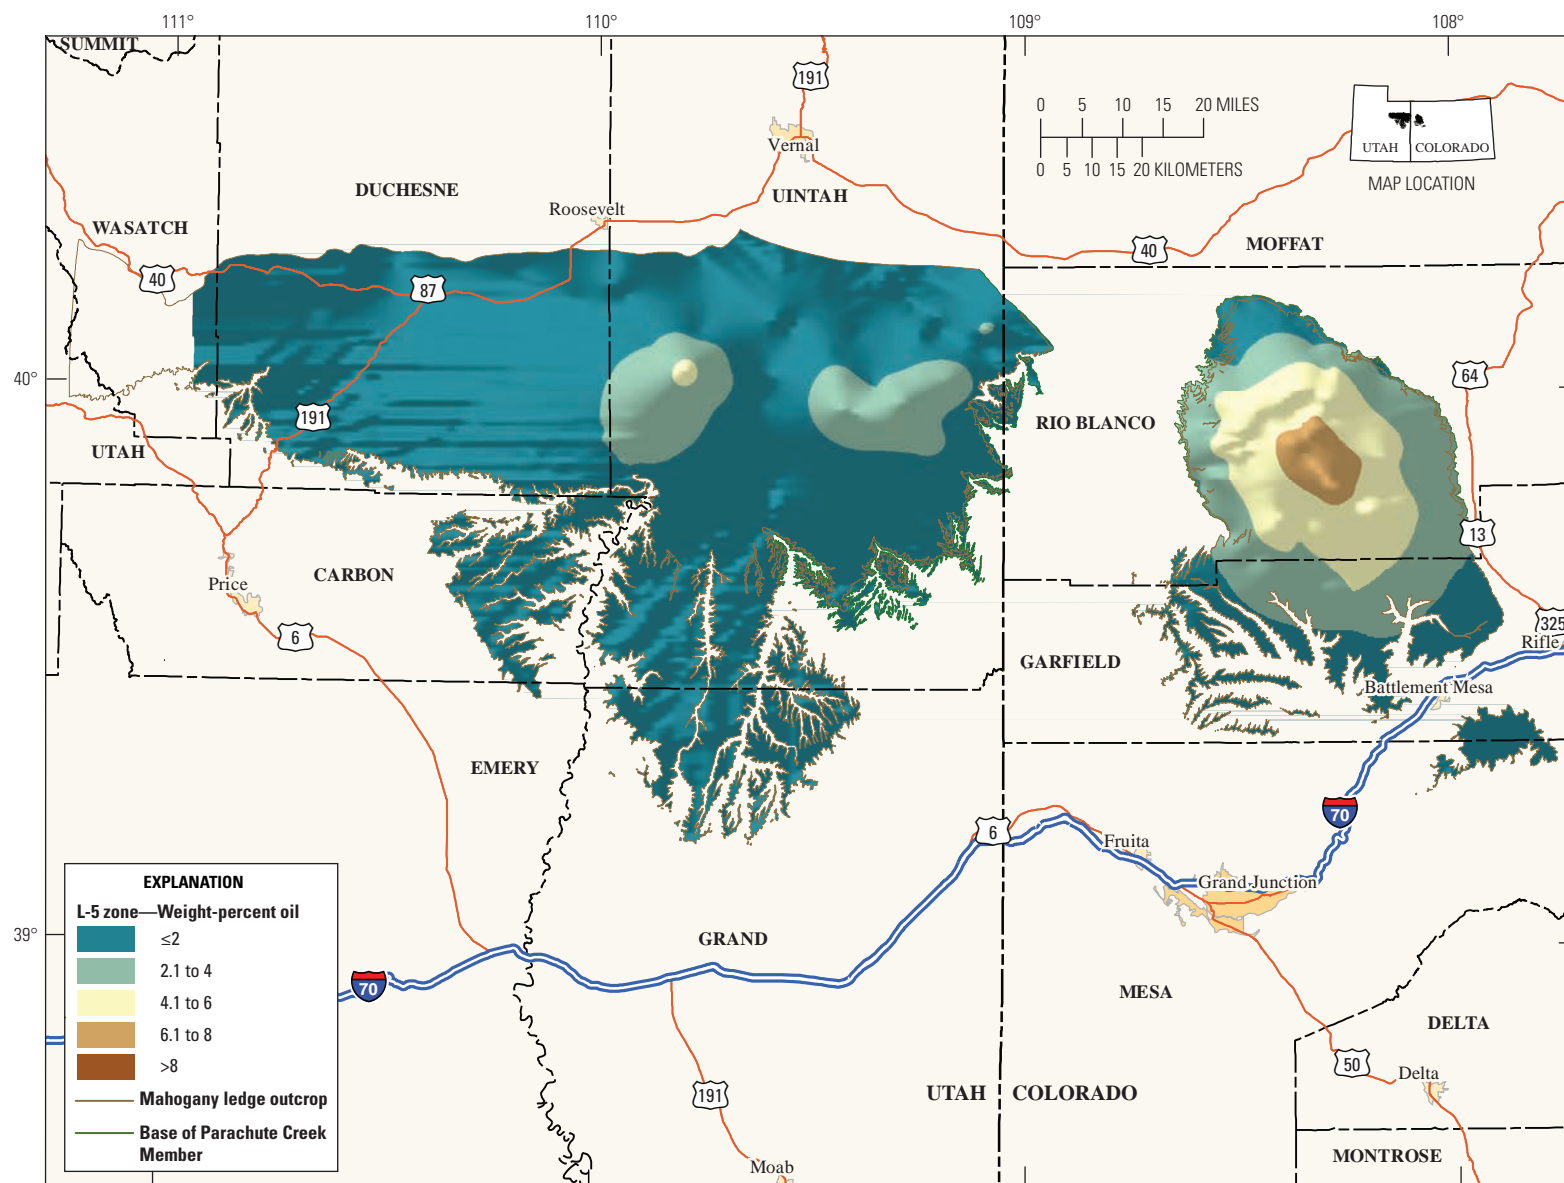 111°
110°
109°
108°
SUMMIT
191
0 5 10 15 20 MILES
0 5 10 15 20 KILOMETERS
UTAH COLORADO
MAP LOCATION
Vernal
DUCHESNE
UINTAH
Roosevelt
WASATCH
MOFFAT
40
40
87
40°
64
191
RIO BLANCO
UTAH
13
CARBON
Price
6
325
Rifle
GARFIELD
Battlement Mesa
EMERY
70
6
Fruita
Grand Junction
EXPLANATION
L-5 zone—Weight-percent oil
≤2
2.1 to 4
4.1 to 6
6.1 to 8
>8
Mahogany ledge outcrop
Base of Parachute Creek
Member
39°
GRAND
70
MESA
DELTA
50
Delta
191
UTAH
COLORADO
MONTROSE
Moab